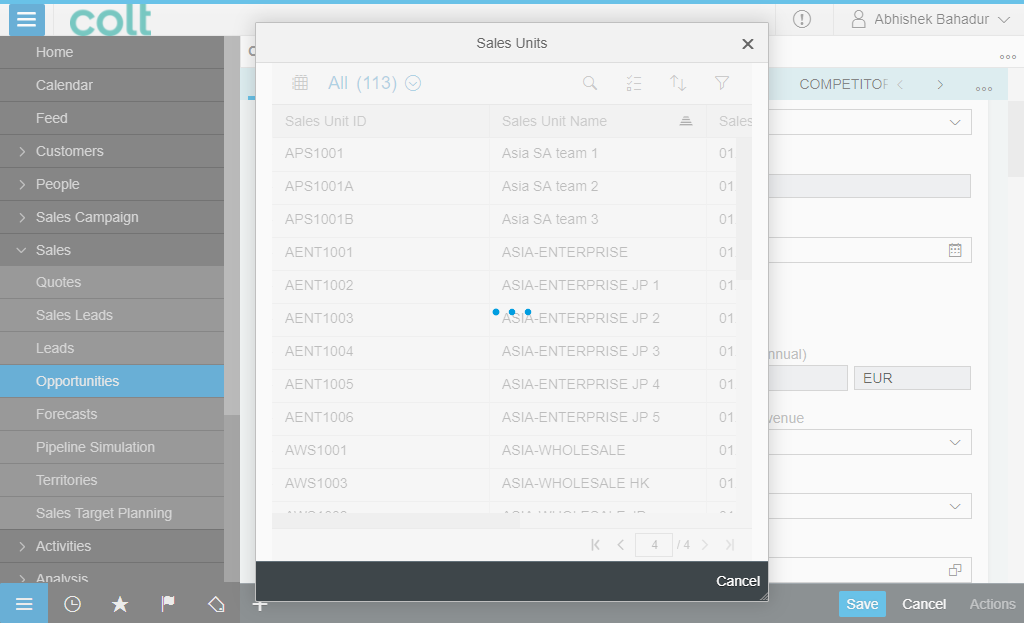 colt
Abhishek Bahadur
Sales Units
Home
Calendar
Feed
Customers
People
Sales Campaign
Sales
Quotes
Sales Leads
Leads
Opportunities
Forecasts
Pipeline Simulation
Territories
Sales Target Planning
Activities
Analysis
All (113)
Sales Unit ID Sales Unit Name Sales
APS1001 Asia SA team 1 01
APS1001A Asia SA team 2 01
APS1001B Asia SA team 3 01
AENT1001 ASIA-ENTERPRISE 01
AENT1002 ASIA-ENTERPRISE JP 1 01
AENT1003 ASIA-ENTERPRISE JP 2 01
AENT1004 ASIA-ENTERPRISE JP 3 01
AENT1005 ASIA-ENTERPRISE JP 4 01
AENT1006 ASIA-ENTERPRISE JP 5 01
AWS1001 ASIA-WHOLESALE 01
AWS1003 ASIA-WHOLESALE HK 01
4 / 4
Cancel
COMPETITOR
nnual)
EUR
venue
Save Cancel Actions